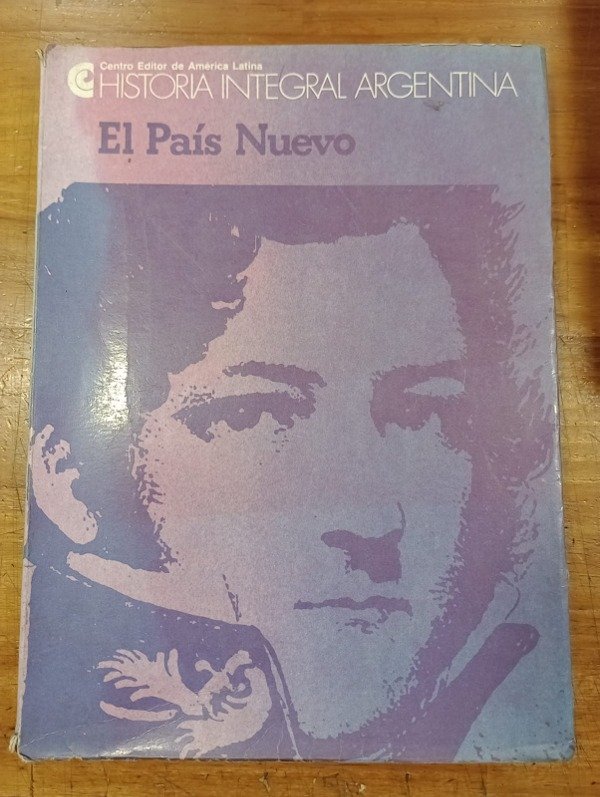 Centro Editor de América Latina
HISTORIA INTEGRAL ARGENTINA
El País Nuevo